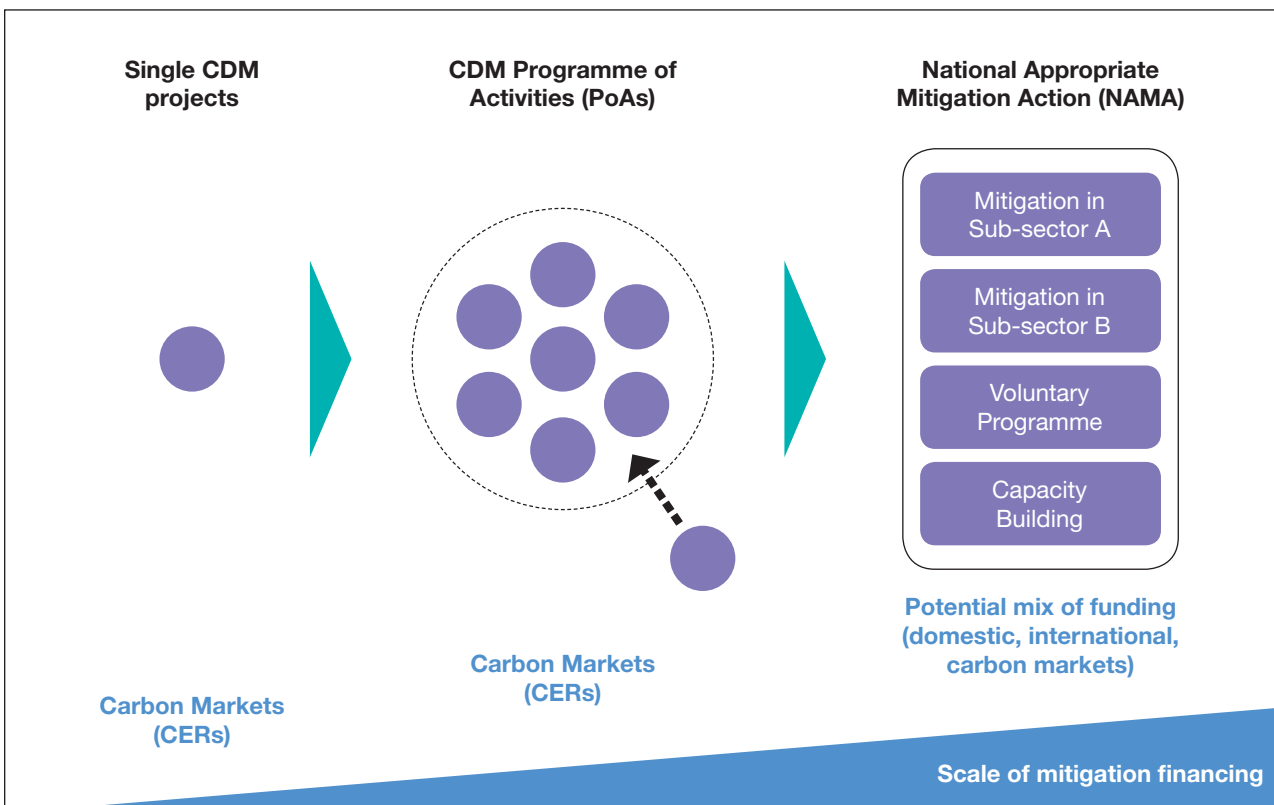 Single CDM
projects
CDM Programme of
Activities (PoAs)
National Appropriate
Mitigation Action (NAMA)
Mitigation in
Sub-sector A
Mitigation in
Sub-sector B
Voluntary
Programme
Capacity
Building
Potential mix of funding
(domestic, international,
carbon markets)
Carbon Markets
(CERs)
Carbon Markets
(CERs)
Scale of mitigation financing